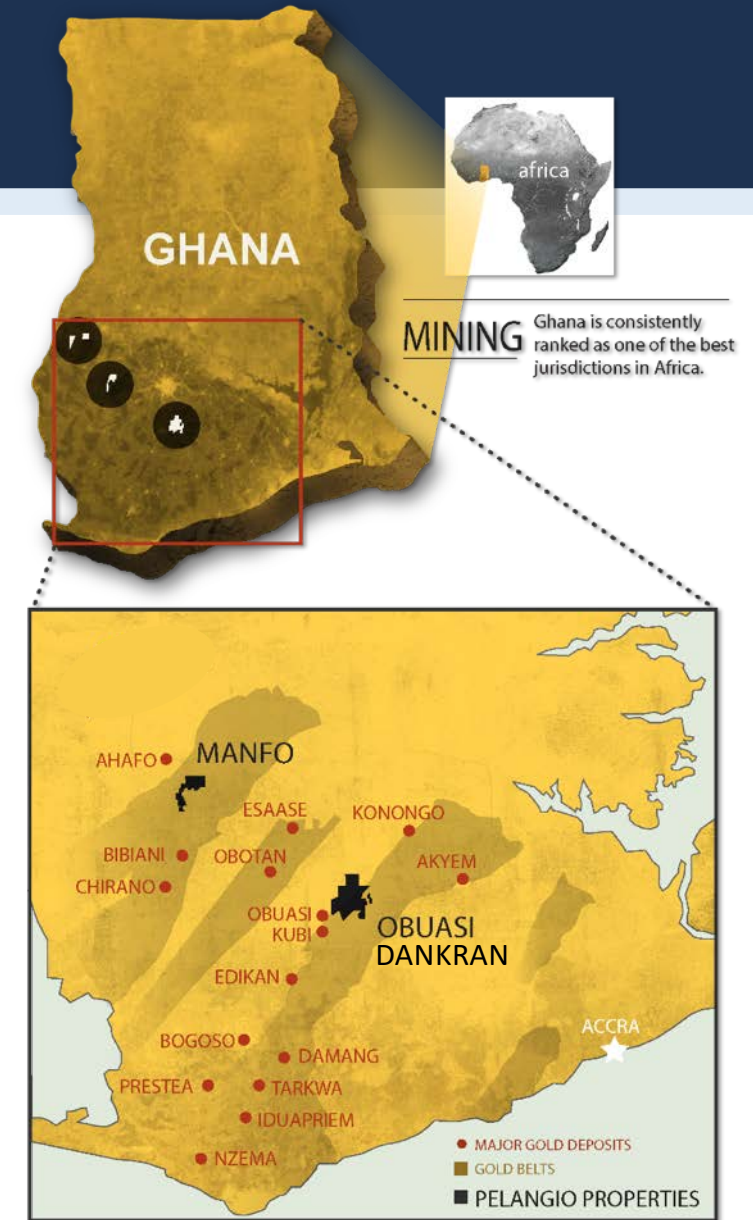 africa
GHANA
MINING
Ghana is consistently
ranked as one of the best
jurisdictions in Africa.
AHAFO
MANFO
ESAASE
KONONGO
BIBIANI
OBOTAN
AKYEM
CHIRANO
OBUASI
KUBI
OBUASI
DANKRAN
EDIKAN
ACCRA
BOGOSO
DAMANG
PRESTEA
TARKWA
IDUAPRIEM
NZEMA
MAJOR GOLD DEPOSITS
GOLD BELTS
PELANGIO PROPERTIES